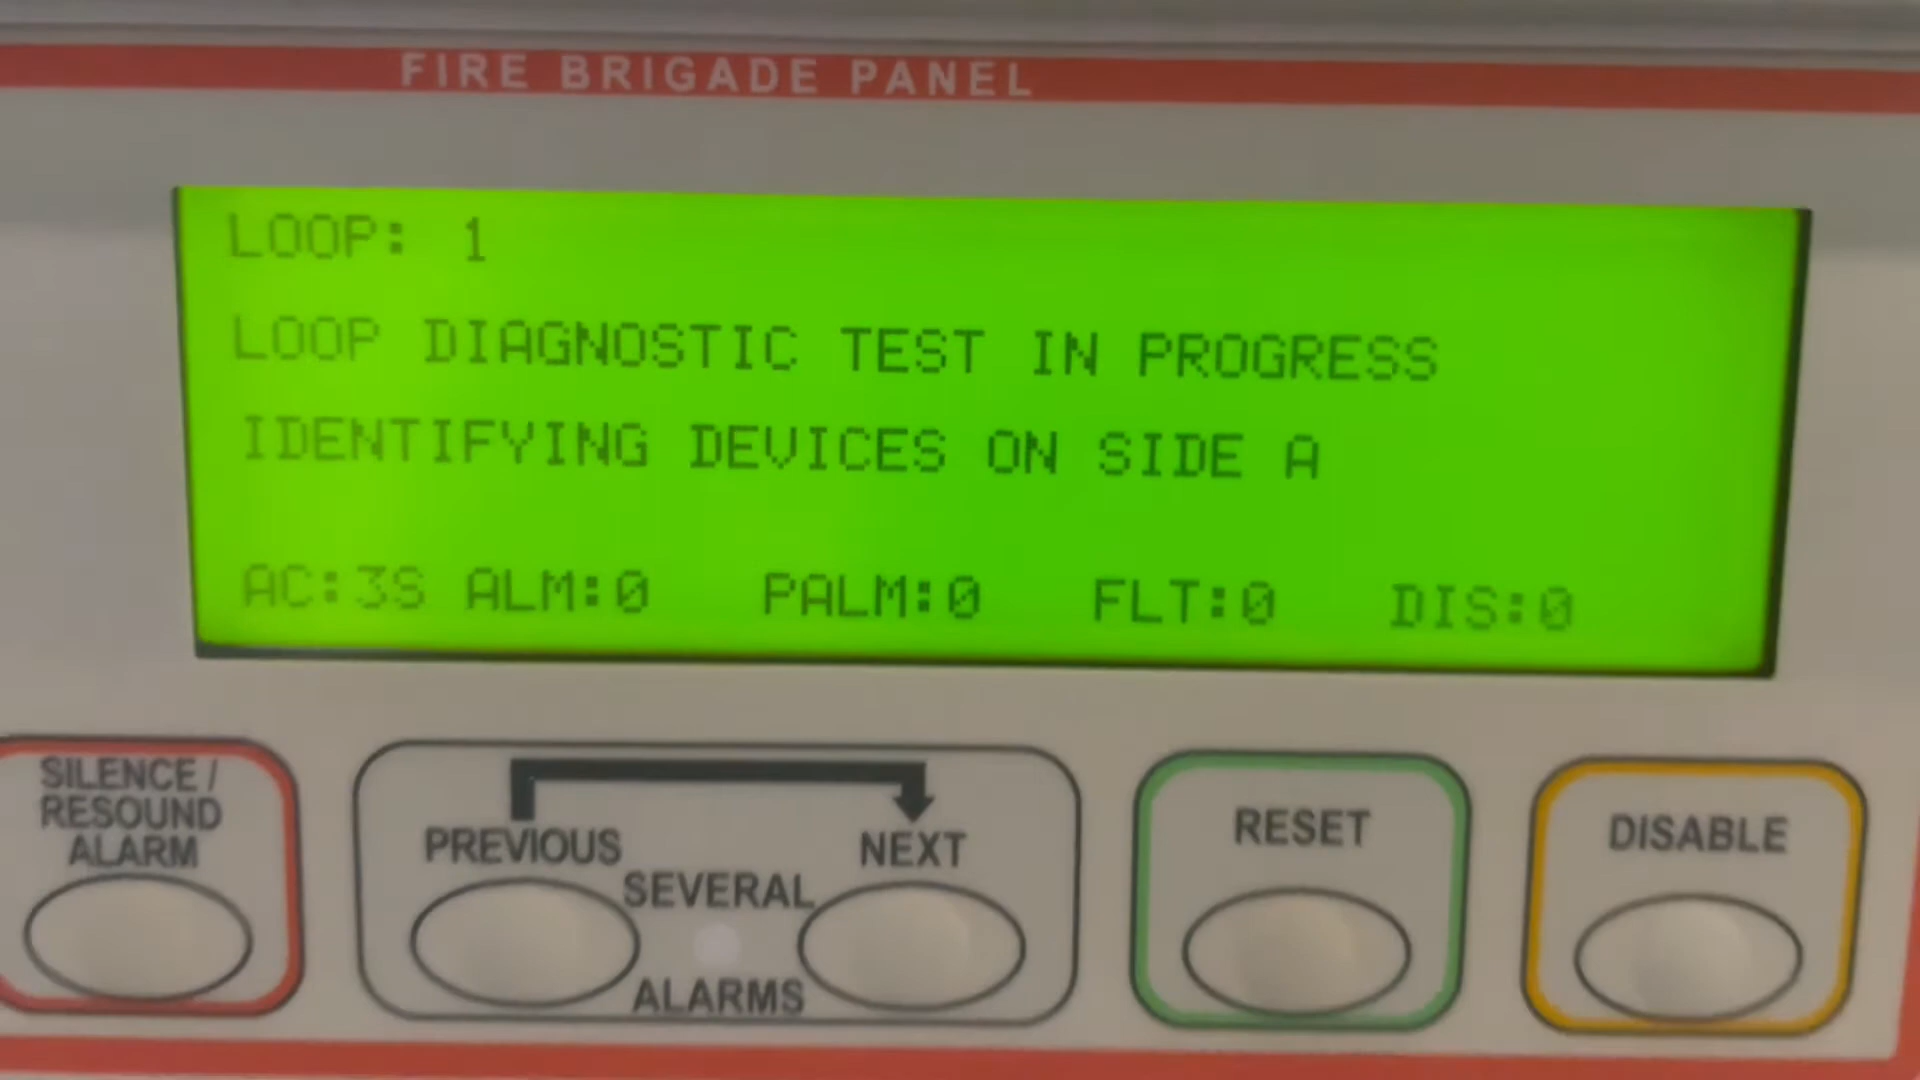 FIRE BRIGADE PANEL
LOOP: 1
LOOP DIAGNOSTIC TEST IN PROGRESS
IDENTIFYING DEVICES ON SIDE A
AC:3S ALM:0 PALM:0 FLT:0 DIS:0
SILENCE /
RESOUND
ALARM
PREVIOUS
NEXT
SEVERAL
ALARMS
RESET
DISABLE